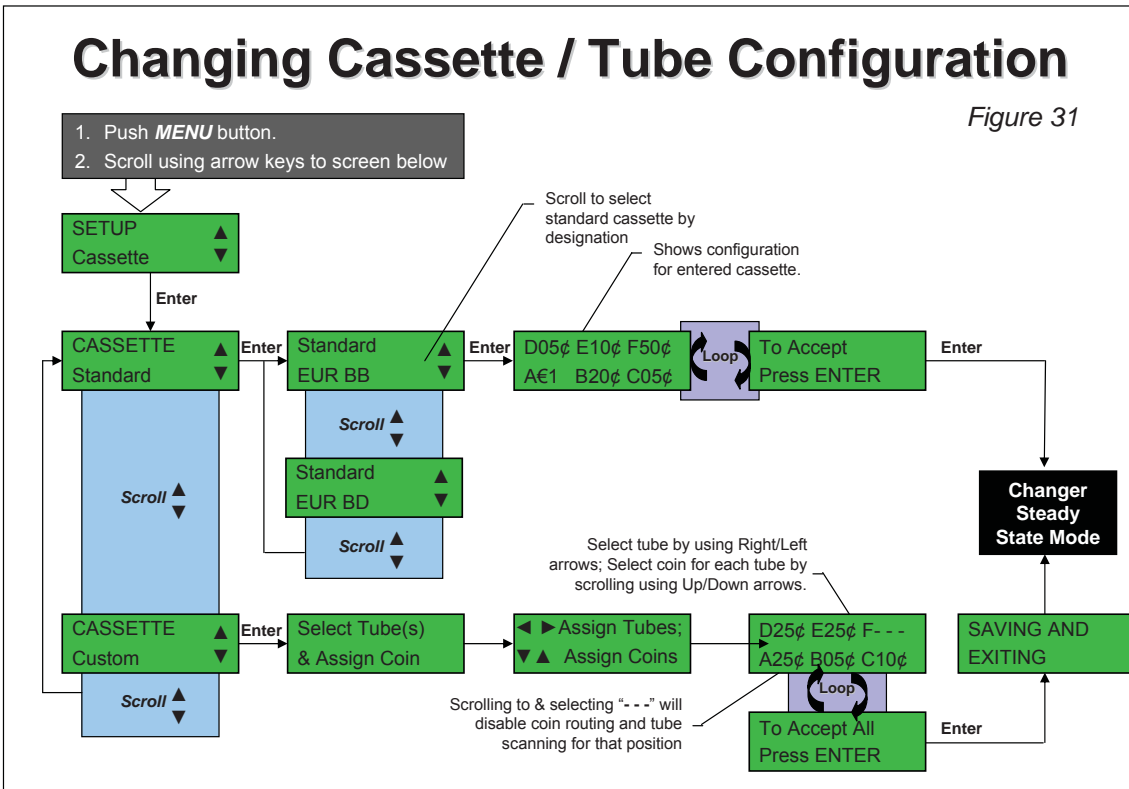 Changing Cassette / Tube Configuration
Figure 31
1. Push MENU button.
2. Scroll using arrow keys to screen below
SETUP ▲
Cassette ▼
Enter
Scroll to select
standard cassette by
designation
Shows configuration
for entered cassette.
CASSETTE ▲
Standard ▼
Enter
Standard ▲
EUR BB ▼
Enter
D05¢ E10¢ F50¢
A€1 B20¢ C05¢
Loop
To Accept
Press ENTER
Enter
Scroll ▲▼
Standard ▲
EUR BD ▼
Scroll ▲▼
Scroll ▲▼
Changer
Steady
State Mode
Select tube by using Right/Left
arrows; Select coin for each tube by
scrolling using Up/Down arrows.
CASSETTE ▲
Custom ▼
Enter
Select Tube(s)
& Assign Coin
◄ ►Assign Tubes;
▼▲ Assign Coins
D25¢ E25¢ F- - -
A25¢ B05¢ C10¢
SAVING AND
EXITING
Scroll ▲▼
Scrolling to & selecting “- - -” will
disable coin routing and tube
scanning for that position
Loop
To Accept All
Press ENTER
Enter